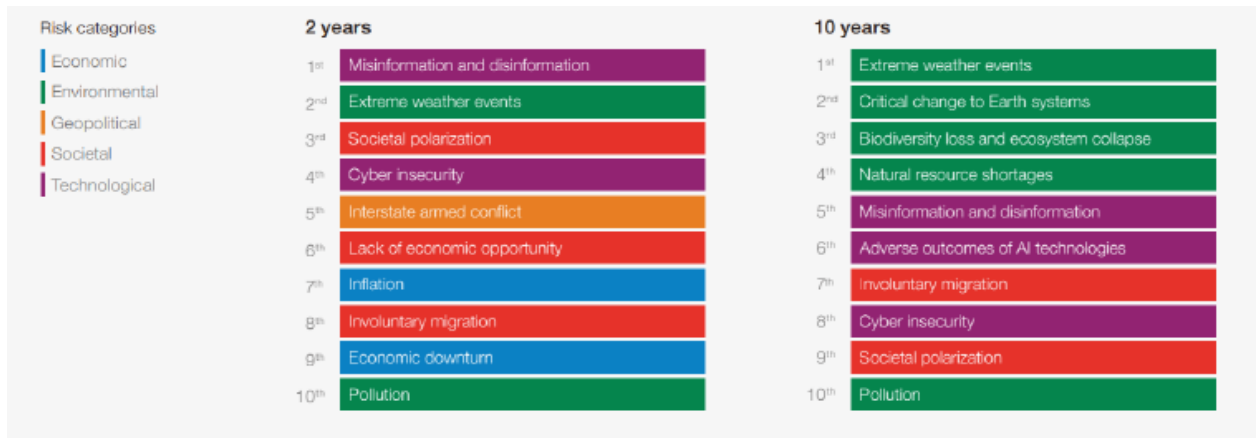 Risk categories
Economic
Environmental
Geopolitical
Societal
Technological
2 years
1st Misinformation and disinformation
2nd Extreme weather events
3rd Societal polarization
4th Cyber insecurity
5th Interstate armed conflict
6th Lack of economic opportunity
7th Inflation
8th Involuntary migration
9th Economic downturn
10th Pollution
10 years
1st Extreme weather events
2nd Critical change to Earth systems
3rd Biodiversity loss and ecosystem collapse
4th Natural resource shortages
5th Misinformation and disinformation
6th Adverse outcomes of AI technologies
7th Involuntary migration
8th Cyber insecurity
9th Societal polarization
10th Pollution